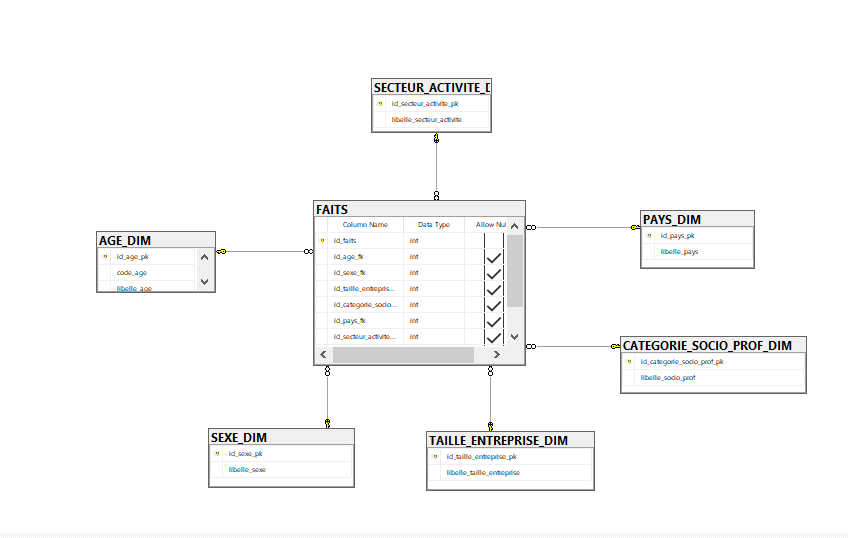 SECTEUR_ACTIVITE_D
id_secteur_activite_pk
libelle_secteur_activite
FAITS
Column Name Data Type Allow Nul
id_faits int
id_age_fk int
id_sexe_fk int
id_taille_entrepris... int
id_categorie_socio... int
id_pays_fk int
id_secteur_activite... int
AGE_DIM
id_age_pk
code_age
libelle_age
PAYS_DIM
id_pays_pk
libelle_pays
CATEGORIE_SOCIO_PROF_DIM
id_categorie_socio_prof_pk
libelle_socio_prof
SEXE_DIM
id_sexe_pk
libelle_sexe
TAILLE_ENTREPRISE_DIM
id_taille_entreprise_pk
libelle_taille_entreprise